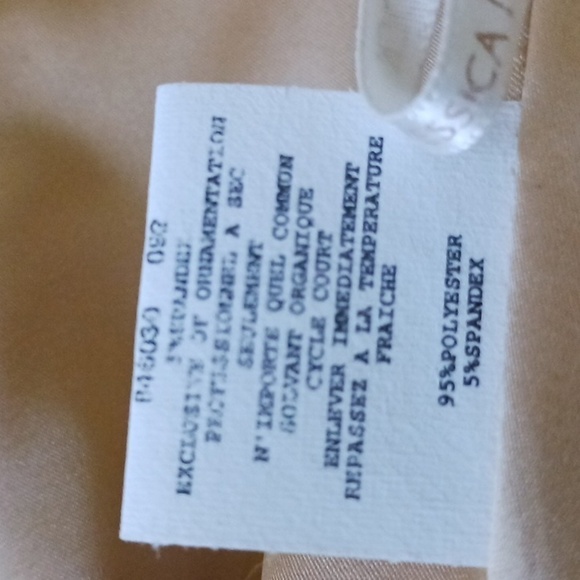 SSICA
092
EXCLUSIVE OF ORNAMENTATION
PROFESSIONNEL A SEC
SEULEMENT
N'IMPORTE QUEL COMMUN
SOLVANT ORGANIQUE
CYCLE COURT
ENLEVER IMMEDIATEMENT
REPASSEZ A LA TEMPERATURE
FRAICHE
95%POLYESTER
5%SPANDEX